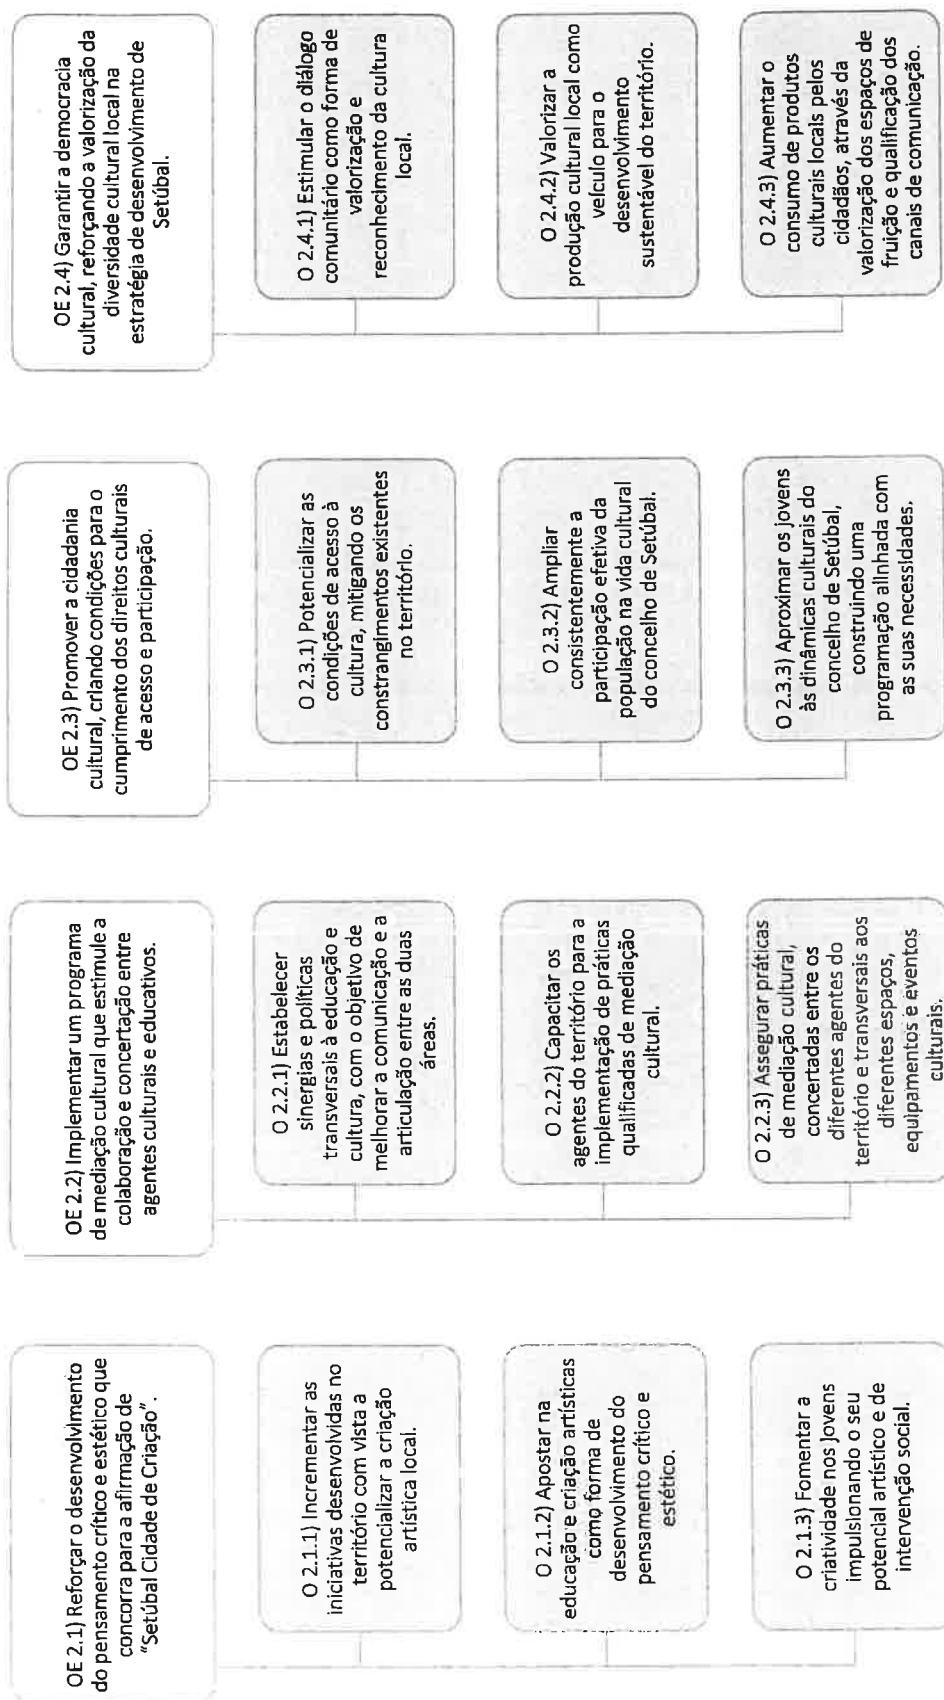 OE 2.1) Reforçar o desenvolvimento
do pensamento crítico e estético que
concorra para a afirmação de
"Setúbal Cidade de Criação".
O 2.1.1) Incrementar as
iniciativas desenvolvidas no
território com vista a
potencializar a criação
artística local.
O 2.1.2) Apostar na
educação e criação artísticas
como forma de
desenvolvimento do
pensamento crítico e
estético.
O 2.1.3) Fomentar a
criatividade nos jovens
impulsionando o seu
potencial artístico e de
intervenção social.
OE 2.2) Implementar um programa
de mediação cultural que estimule a
colaboração e concertação entre
agentes culturais e educativos.
O 2.2.1) Estabelecer
sinergias e políticas
transversais à educação e
cultura, com o objetivo de
melhorar a comunicação e a
articulação entre as duas
áreas.
O 2.2.2) Capacitar os
agentes do território para a
implementação de práticas
qualificadas de mediação
cultural.
O 2.2.3) Assegurar práticas
de mediação cultural,
concertadas entre os
diferentes agentes do
território e transversais aos
diferentes espaços,
equipamentos e eventos
culturais.
OE 2.3) Promover a cidadania
cultural, criando condições para o
cumprimento dos direitos culturais
de acesso e participação.
O 2.3.1) Potencializar as
condições de acesso à
cultura, mitigando os
constrangimentos existentes
no território.
O 2.3.2) Ampliar
consistentemente a
participação efetiva da
população na vida cultural
do concelho de Setúbal.
O 2.3.3) Aproximar os jovens
às dinâmicas culturais do
concelho de Setúbal,
construindo uma
programação alinhada com
as suas necessidades.
OE 2.4) Garantir a democracia
cultural, reforçando a valorização da
diversidade cultural local na
estratégia de desenvolvimento de
Setúbal.
O 2.4.1) Estimular o diálogo
comunitário como forma de
valorização e
reconhecimento da cultura
local.
O 2.4.2) Valorizar a
produção cultural local como
veículo para o
desenvolvimento
sustentável do território.
O 2.4.3) Aumentar o
consumo de produtos
culturais locais pelos
cidadãos, através da
valorização dos espaços de
fruição e qualificação dos
canais de comunicação.